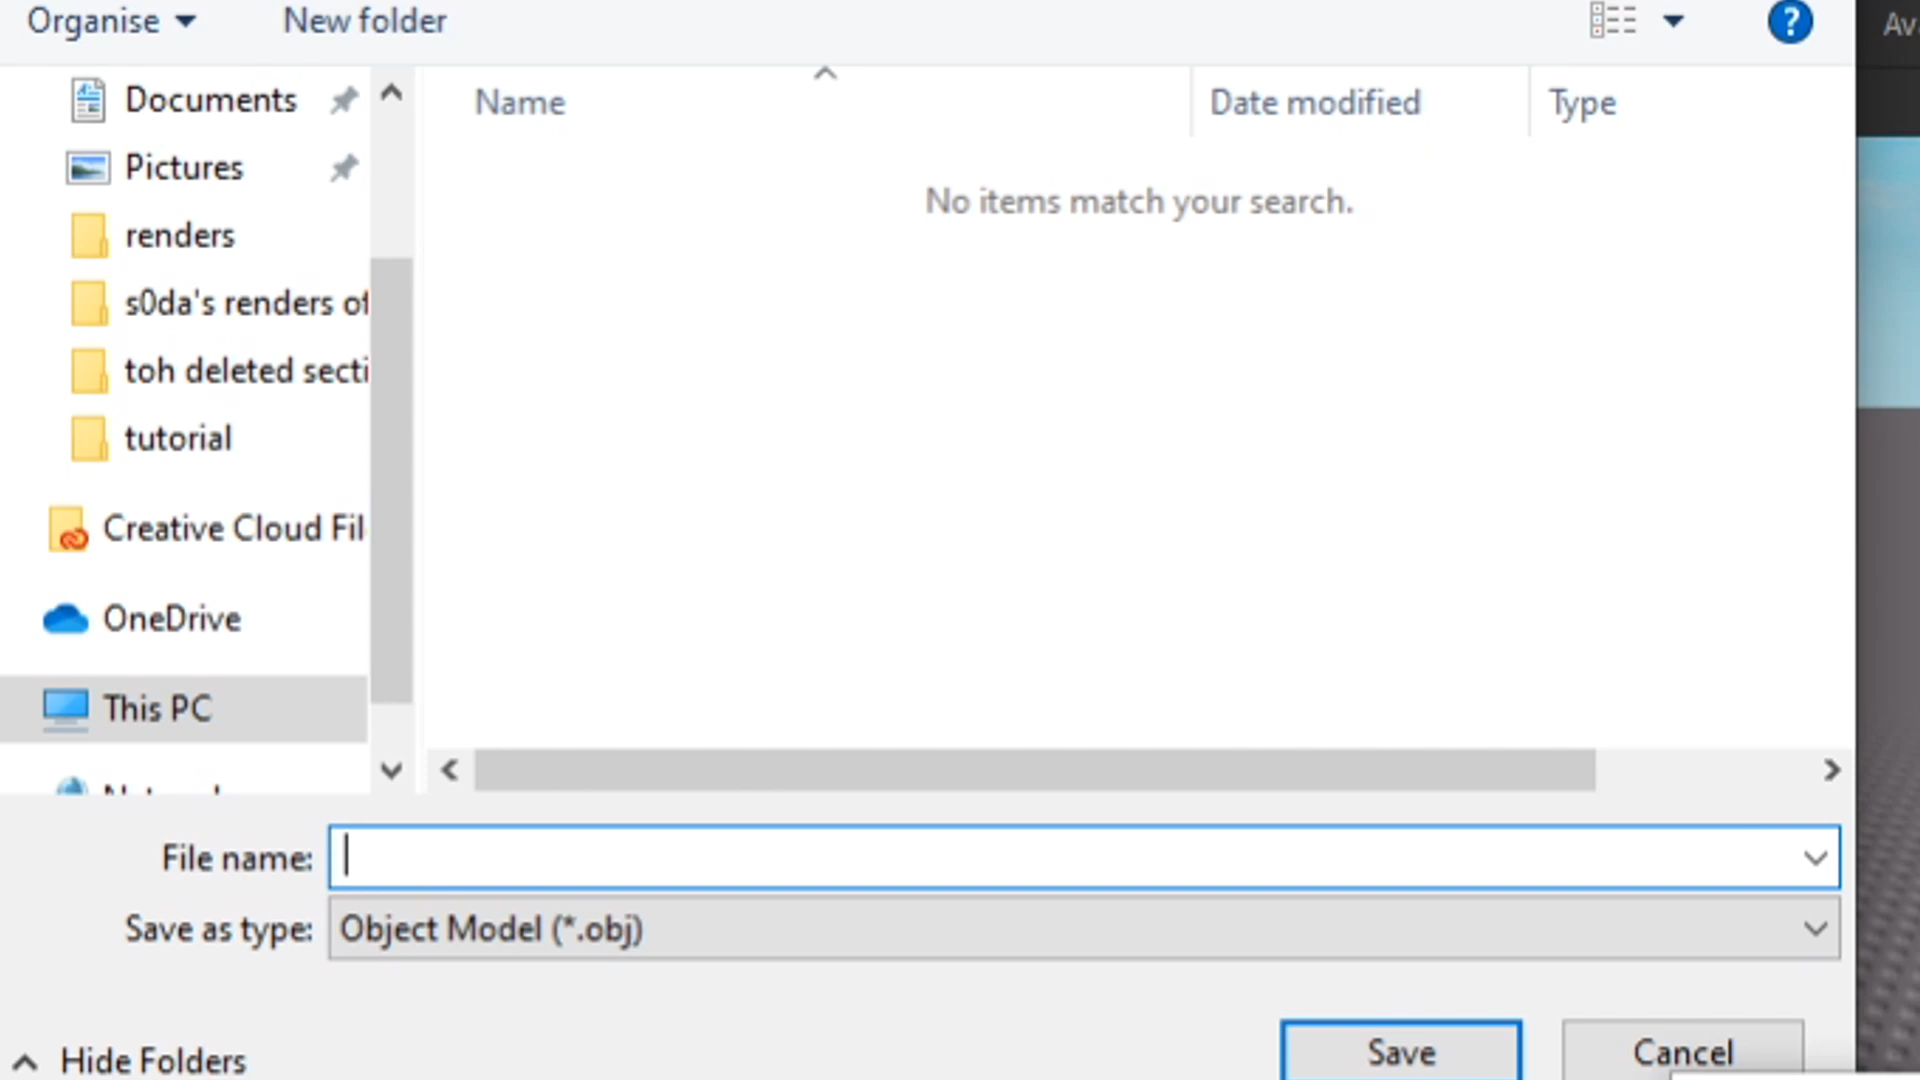 Organise
New folder
?
Documents
Pictures
renders
s0da's renders of
toh deleted secti
tutorial
Creative Cloud Fil
OneDrive
This PC
Name
Date modified
Type
No items match your search.
File name:
Save as type: Object Model (*.obj)
Hide Folders
Save
Cancel